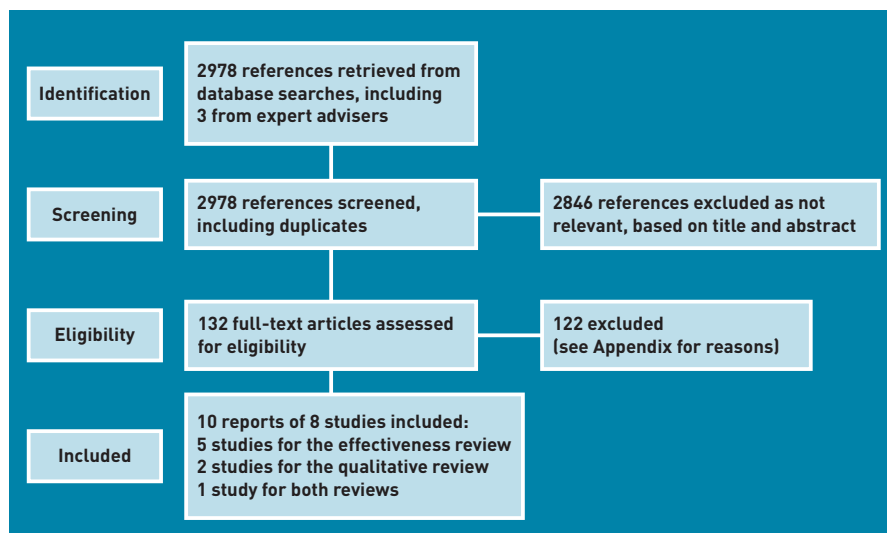 Identification
2978 references retrieved from
database searches, including
3 from expert advisers
Screening
2978 references screened,
including duplicates
2846 references excluded as not
relevant, based on title and abstract
Eligibility
132 full-text articles assessed
for eligibility
122 excluded
(see Appendix for reasons)
Included
10 reports of 8 studies included:
5 studies for the effectiveness review
2 studies for the qualitative review
1 study for both reviews